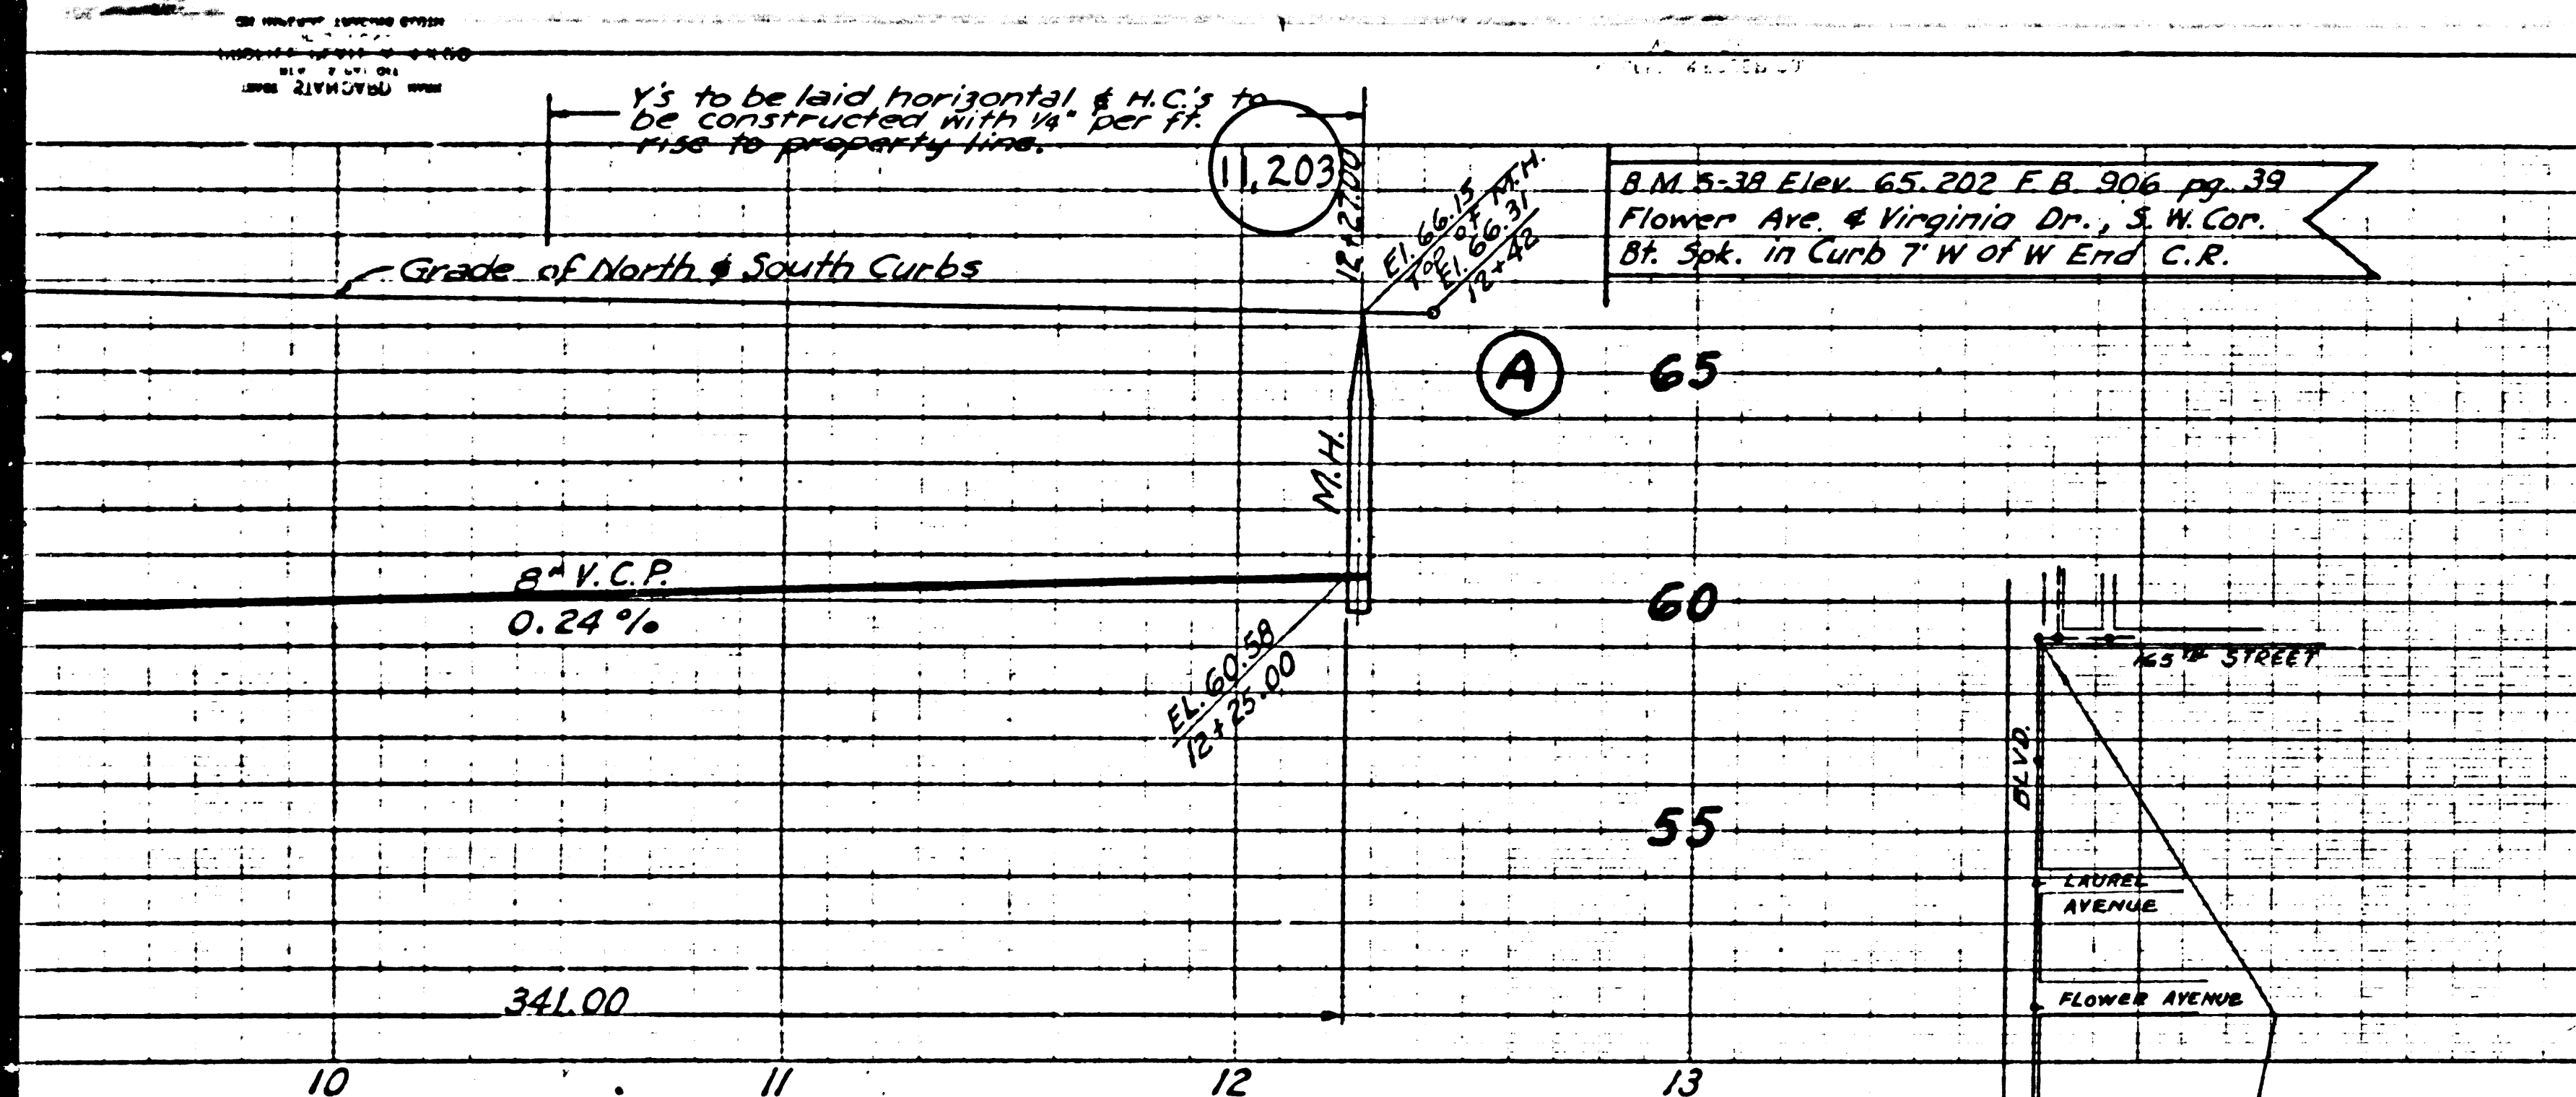 STANDARD
Y's to be laid horizontal & H.C.'s to
be constructed with 1/4" per ft.
rise to property line.
11,203
12+27.00
El. 66.15
Top of M.H.
El. 66.31
12+42
B.M. 5-38 Elev. 65.202 F.B. 906 pg. 39
Flower Ave. & Virginia Dr., S.W. Cor.
Bt. Spk. in Curb 7' W of W End C.R.
Grade of North & South Curbs
A
65
M.H.
8" V.C.P.
0.24 %
60
EL. 60.58
12+25.00
165TH STREET
BLVD.
55
LAUREL
AVENUE
341.00
FLOWER AVENUE
10
11
12
13